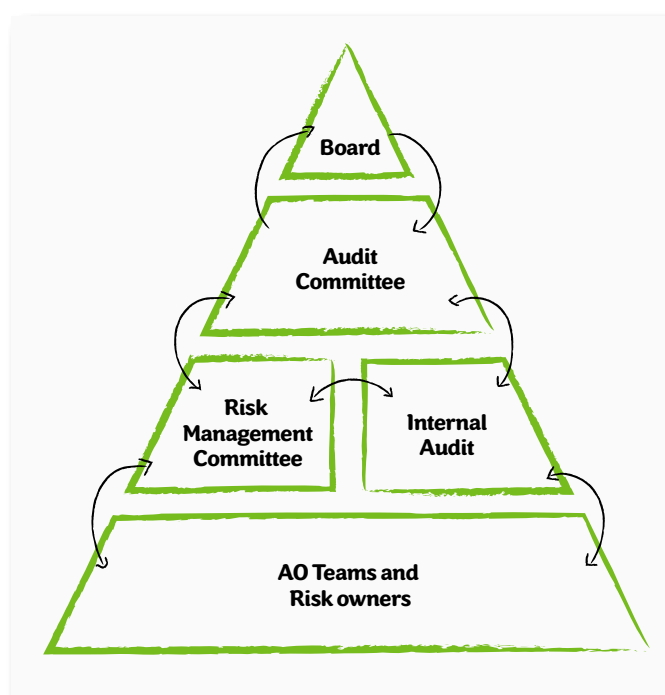 Board
Audit
Committee
Risk
Management
Committee
Internal
Audit
AO Teams and
Risk owners